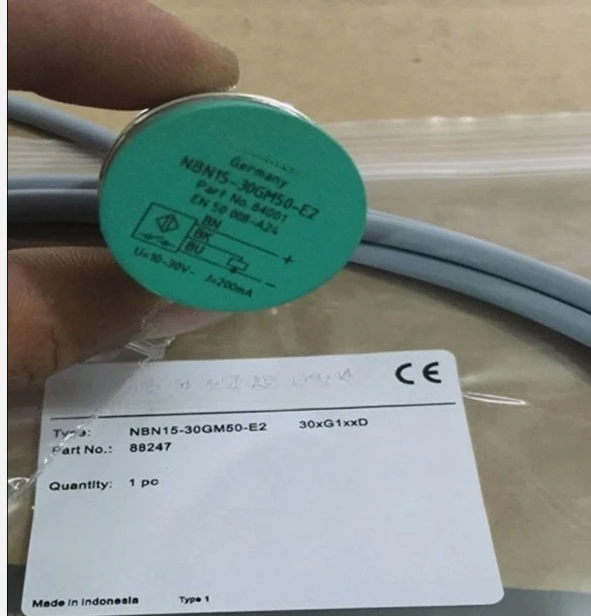 Germany
NBN15-30GM50-E2
Part No. 84001
EN 50 008-A24
BN
BK
BU
+
-
U=10-30V- J=200mA
CE
Type: NBN15-30GM50-E2 30xG1xxD
Part No.: 88247
Quantity: 1 pc
Made in Indonesia Type 1